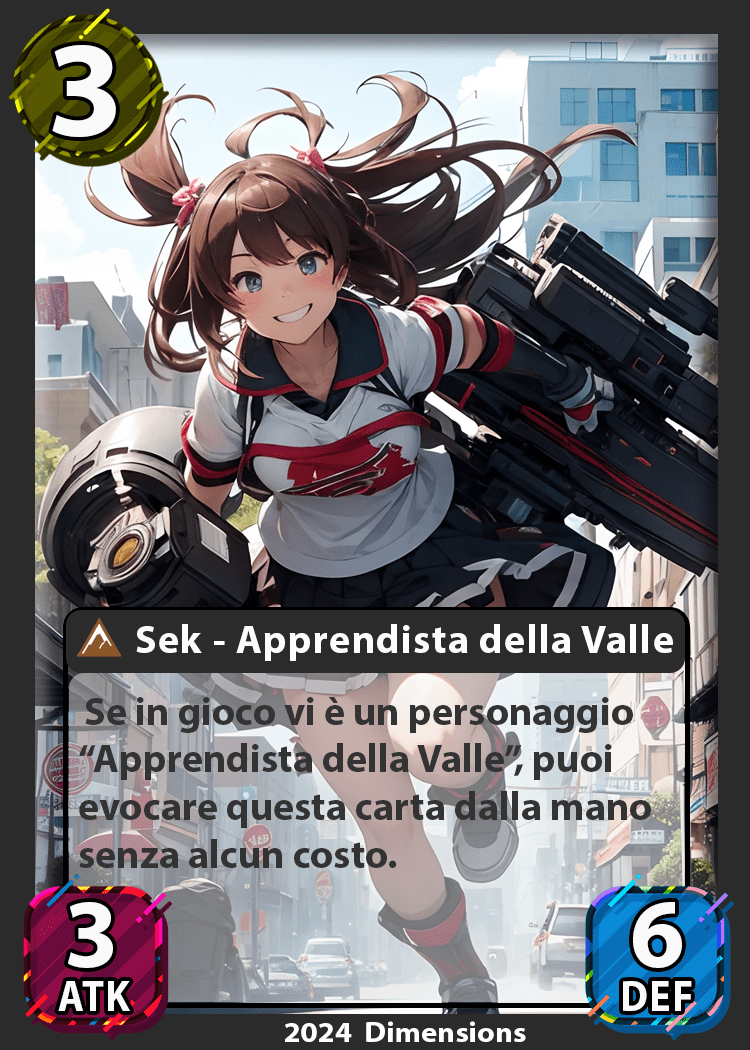 3
Sek - Apprendista della Valle
Se in gioco vi è un personaggio
“Apprendista della Valle”, puoi
evocare questa carta dalla mano
senza alcun costo.
3
ATK
6
DEF
2024 Dimensions